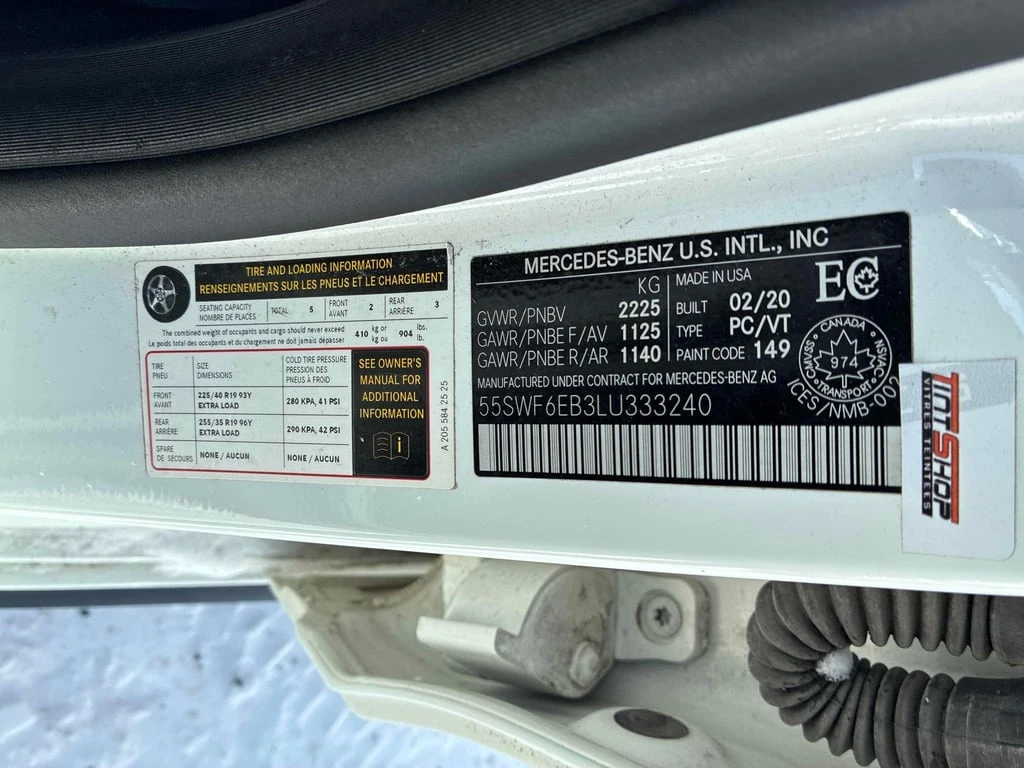 TIRE AND LOADING INFORMATION
RENSEIGNEMENTS SUR LES PNEUS ET LE CHARGEMENT
SEATING CAPACITY
NOMBRE DE PLACES
TOTAL 5
FRONT
AVANT
2
REAR
ARRIÈRE
3
The combined weight of occupants and cargo should never exceed
Le poids total des occupants et du chargement ne doit jamais dépasser
410 kg or
kg ou
904 lbs.
lb.
TIRE
PNEU
SIZE
DIMENSIONS
COLD TIRE PRESSURE
PRESSION DES
PNEUS À FROID
FRONT
AVANT
225/40 R19 93Y
EXTRA LOAD
280 KPA, 41 PSI
REAR
ARRIÈRE
255/35 R19 96Y
EXTRA LOAD
290 KPA, 42 PSI
SPARE
DE SECOURS
NONE / AUCUN
NONE / AUCUN
SEE OWNER'S
MANUAL FOR
ADDITIONAL
INFORMATION
i
A 205 584 25 25
MERCEDES-BENZ U.S. INTL., INC
KG
GVWR/PNBV 2225
GAWR/PNBE F/AV 1125
GAWR/PNBE R/AR 1140
MADE IN USA
BUILT 02/20
TYPE PC/VT
PAINT CODE 149
EC
CANADA
CMVSS
974
NSVAC
TRANSPORT
ICES/NMB-002
MANUFACTURED UNDER CONTRACT FOR MERCEDES-BENZ AG
55SWF6EB3LU333240
TINTSHOP
VITRES TEINTÉES